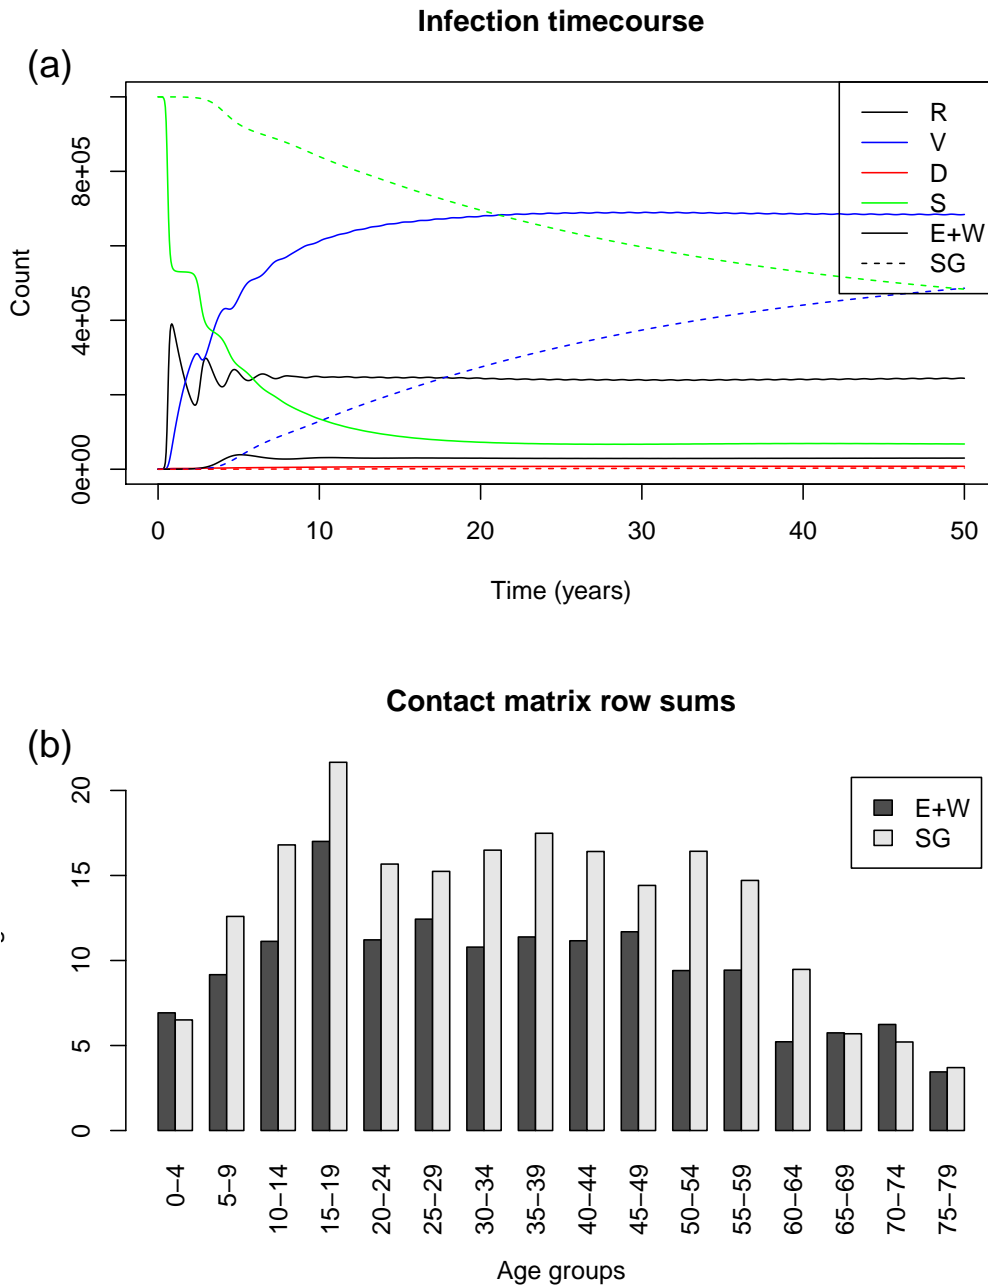 Infection timecourse
(a)
R
V
D
S
E+W
SG
Count
0e+00
4e+05
8e+05
0
10
20
30
40
50
Time (years)
Contact matrix row sums
(b)
E+W
SG
0
5
10
15
20
0−4
5−9
10−14
15−19
20−24
25−29
30−34
35−39
40−44
45−49
50−54
55−59
60−64
65−69
70−74
75−79
Age groups